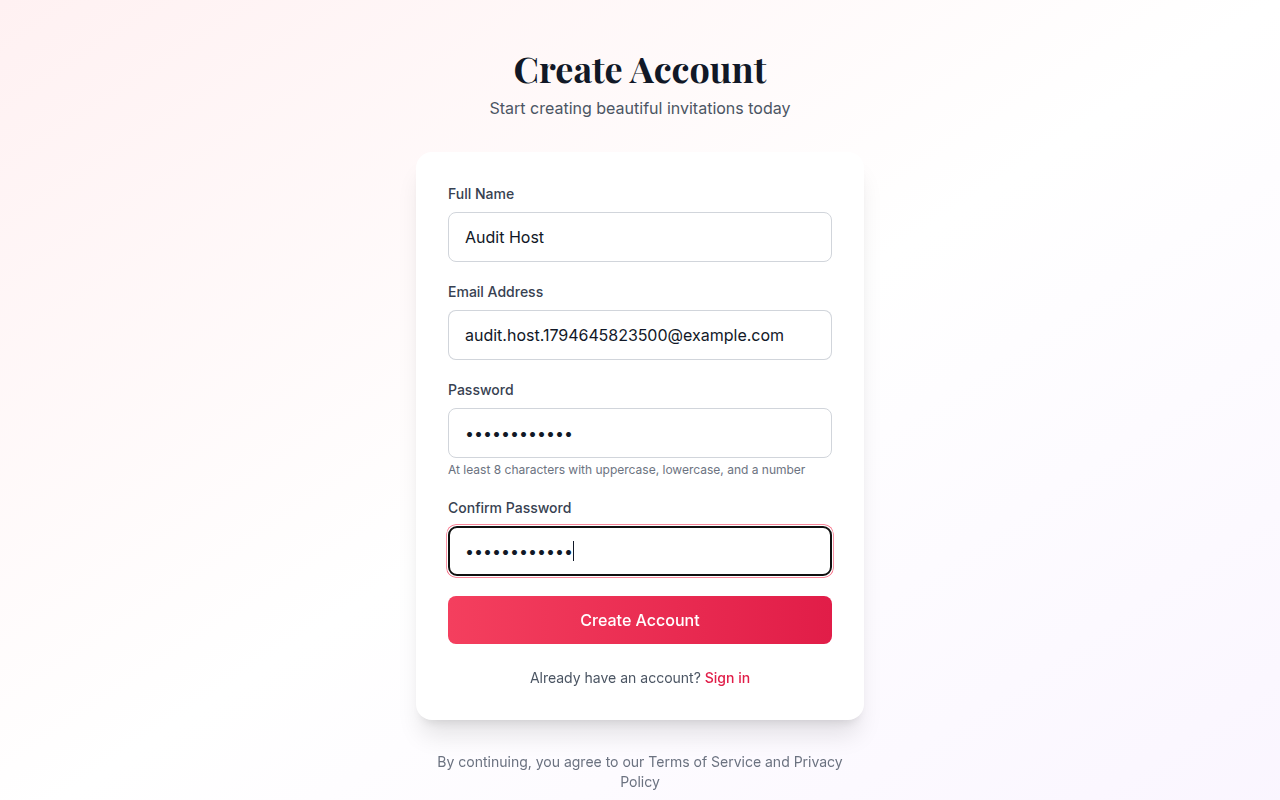 Create Account
Start creating beautiful invitations today
Full Name
Audit Host
Email Address
audit.host.1794645823500@example.com
Password
••••••••••••
At least 8 characters with uppercase, lowercase, and a number
Confirm Password
••••••••••••
Create Account
Already have an account? Sign in
By continuing, you agree to our Terms of Service and Privacy
Policy